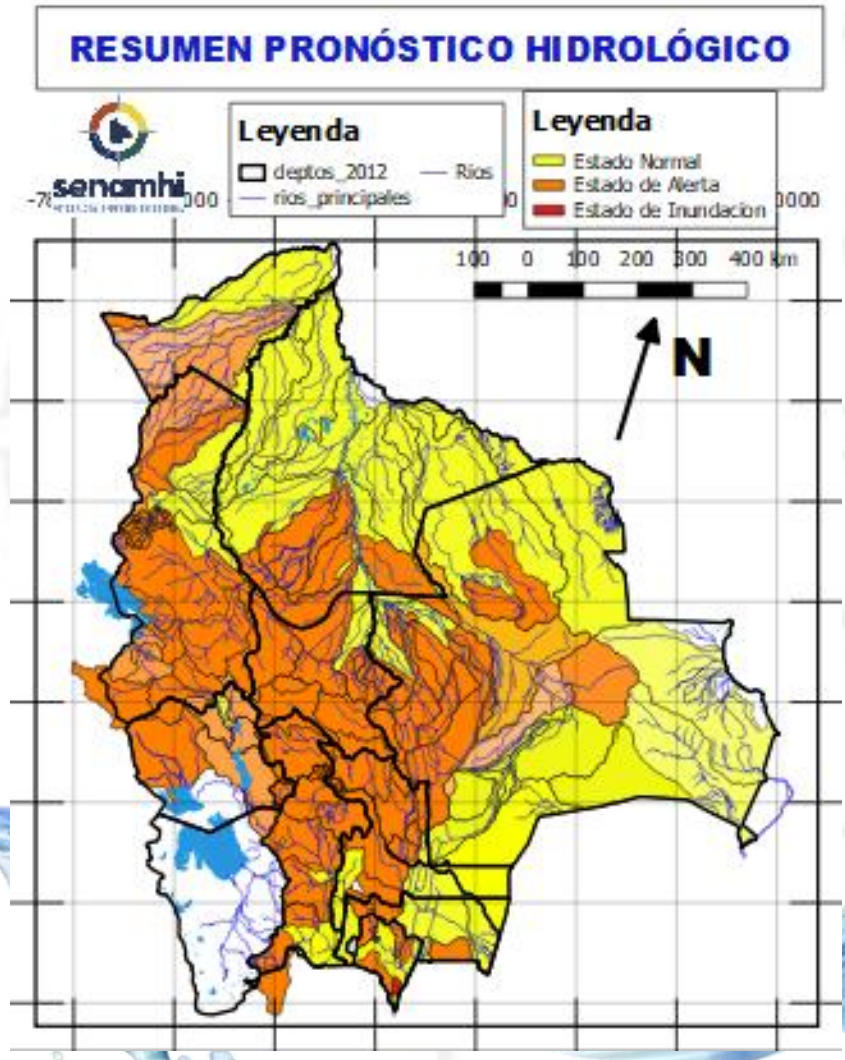 RESUMEN PRONÓSTICO HIDROLÓGICO
senamhi
Leyenda
deptos_2012
Rios
rios_principales
Leyenda
Estado Normal
Estado de Alerta
Estado de Inundacion
100 0 100 200 300 400 km
N